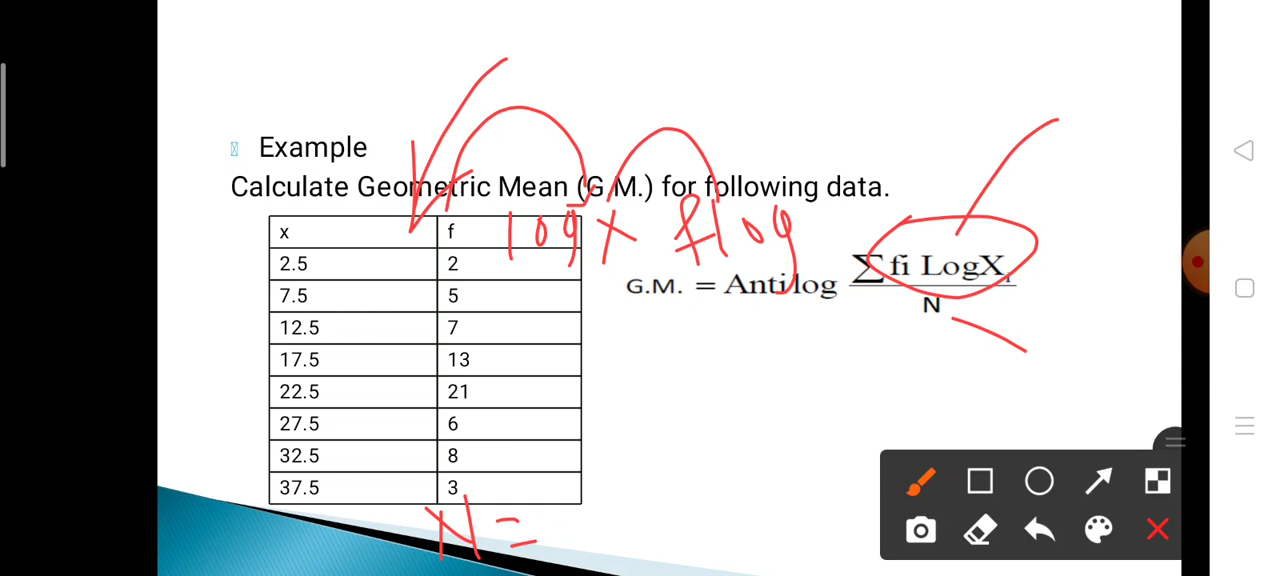 Example
Calculate Geometric Mean (G.M.) for following data.
x f
log x f log
2.5 2
7.5 5
12.5 7
17.5 13
22.5 21
27.5 6
32.5 8
37.5 3
G.M. = Antilog ∑ fi LogXi
N
N =